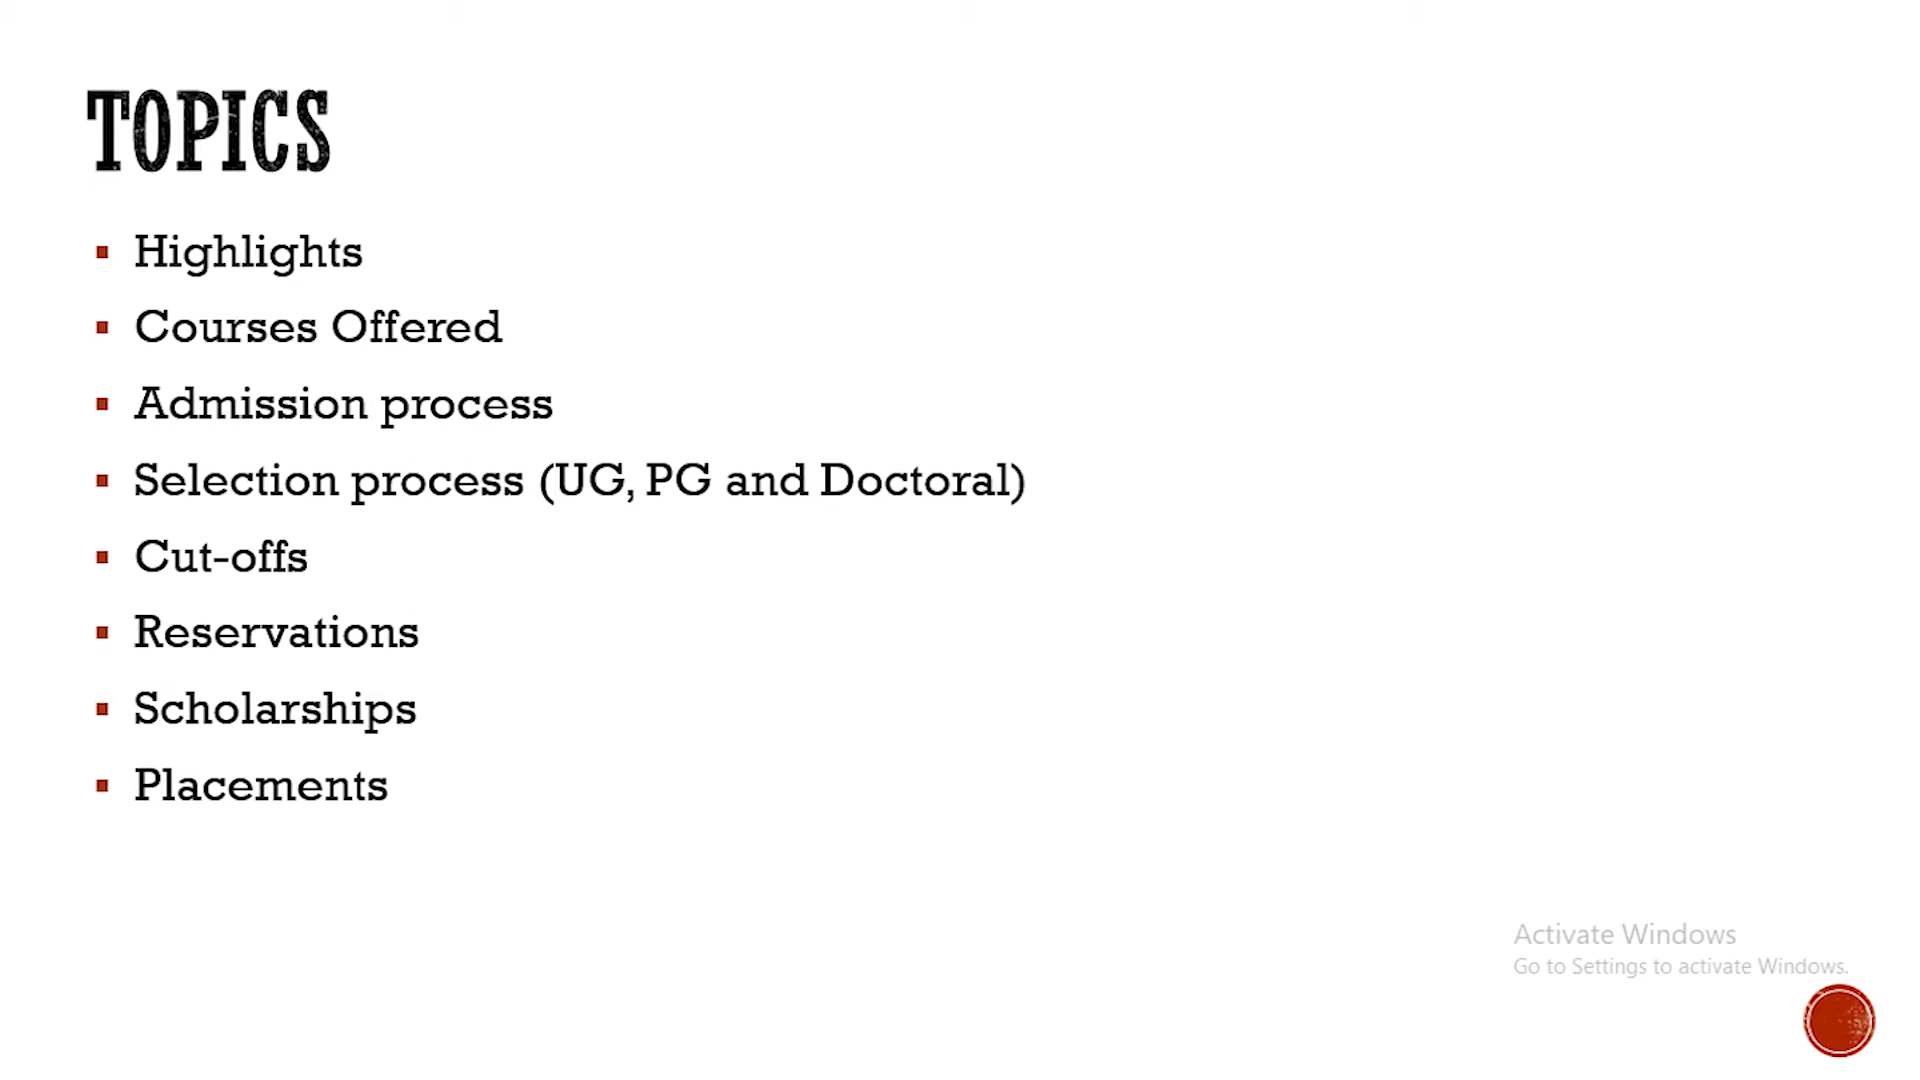 TOPICS
Highlights
Courses Offered
Admission process
Selection process (UG, PG and Doctoral)
Cut-offs
Reservations
Scholarships
Placements
Activate Windows
Go to Settings to activate Windows.